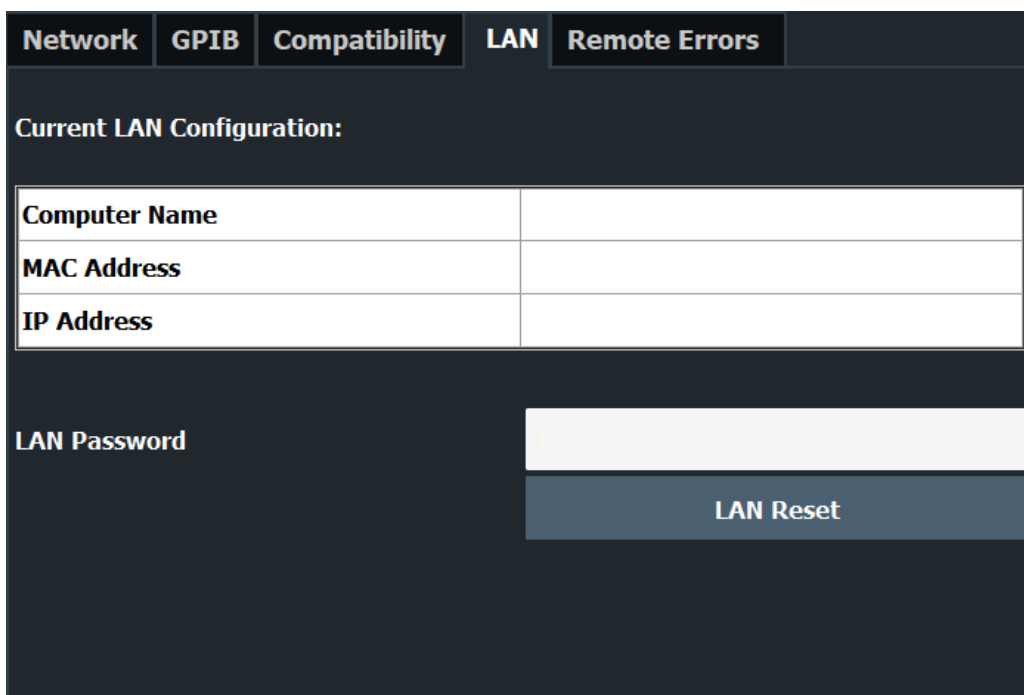 Network GPIB Compatibility LAN Remote Errors
Current LAN Configuration:
Computer Name
MAC Address
IP Address
LAN Password
LAN Reset